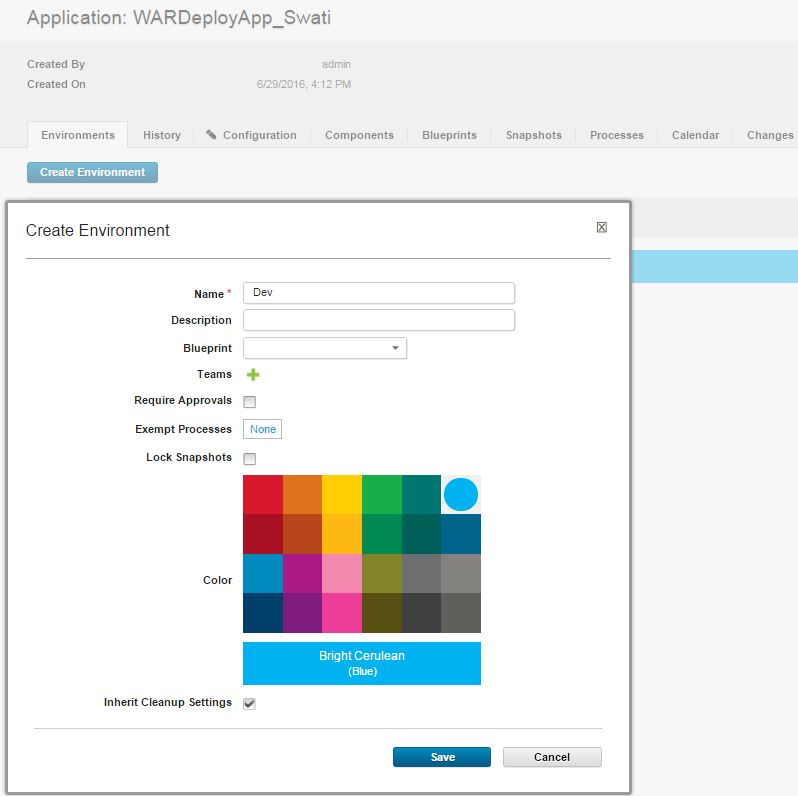 Application: WARDeployApp_Swati
Created By admin
Created On 6/29/2016, 4:12 PM
Environments History Configuration Components Blueprints Snapshots Processes Calendar Changes
Create Environment
Create Environment
Name * Dev
Description
Blueprint
Teams
Require Approvals
Exempt Processes None
Lock Snapshots
Color
Bright Cerulean
(Blue)
Inherit Cleanup Settings
Save Cancel